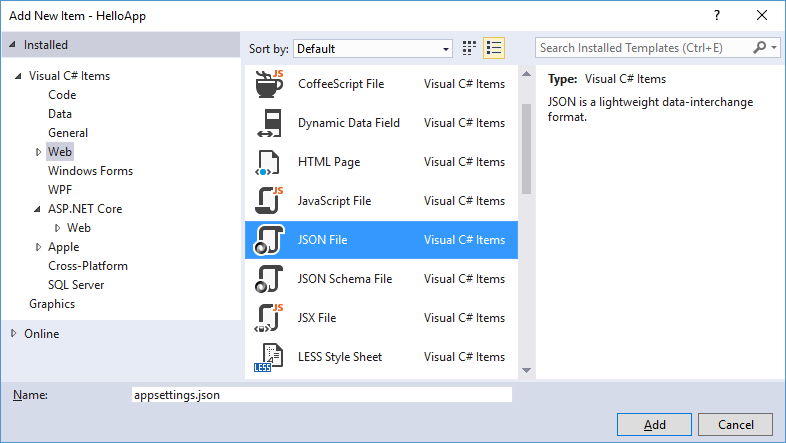 Add New Item - HelloApp
Installed
Visual C# Items
Code
Data
General
Web
Windows Forms
WPF
ASP.NET Core
Web
Apple
Cross-Platform
SQL Server
Graphics
Online
Sort by: Default
JS
CoffeeScript File Visual C# Items
Dynamic Data Field Visual C# Items
HTML Page Visual C# Items
JS
JavaScript File Visual C# Items
JSON File Visual C# Items
JSON Schema File Visual C# Items
JS
JSX File Visual C# Items
LESS
LESS Style Sheet Visual C# Items
Search Installed Templates (Ctrl+E)
Type: Visual C# Items
JSON is a lightweight data-interchange
format.
Name: appsettings.json
Add Cancel